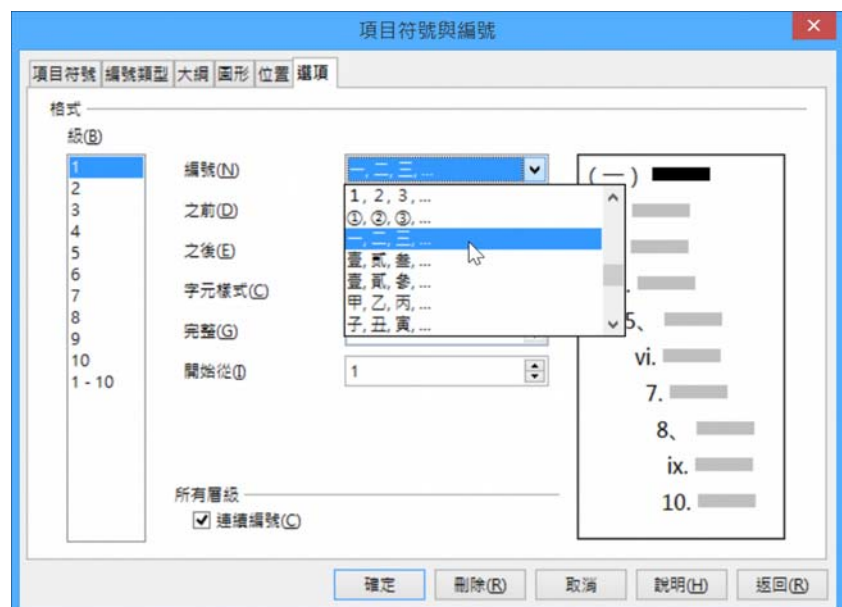 項目符號與編號
項目符號 編號類型 大綱 圖形 位置 選項
格式
級(B)
1
2
3
4
5
6
7
8
9
10
1 - 10
編號(N)
一, 二, 三, ...
之前(D)
之後(E)
字元樣式(C)
完整(G)
開始從(I)
1
1, 2, 3, ...
①, ②, ③, ...
一, 二, 三, ...
壹, 貳, 叄, ...
壹, 貳, 參, ...
甲, 乙, 丙, ...
子, 丑, 寅, ...
(一)
5、
vi.
7.
8、
ix.
10.
所有層級
連續編號(C)
確定 刪除(R) 取消 說明(H) 返回(R)